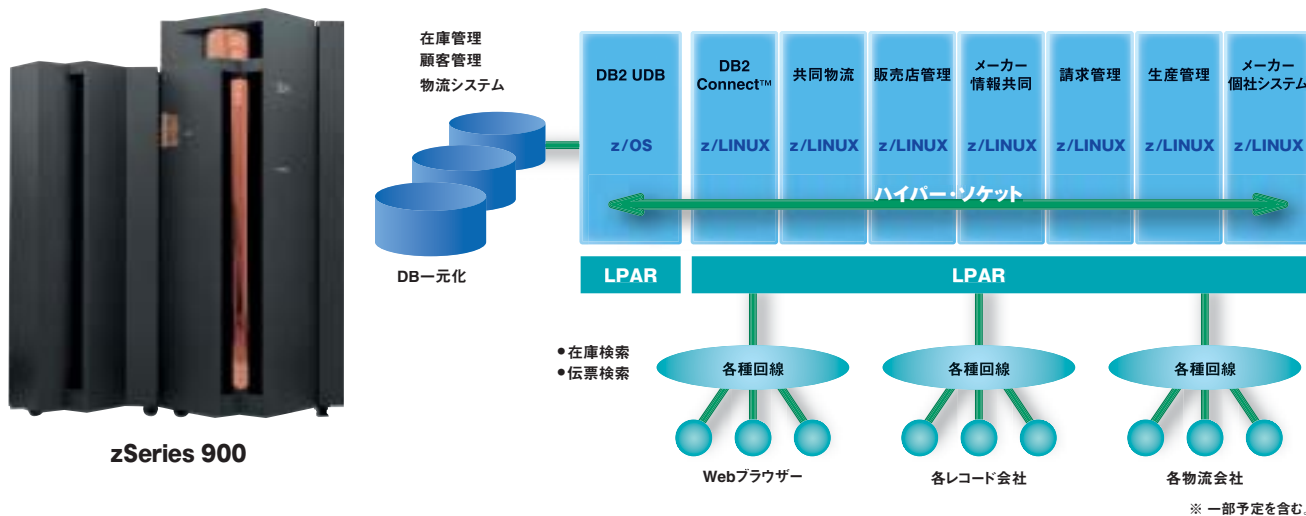 在庫管理
顧客管理
物流システム
DB一元化
DB2 UDB
z/OS
DB2
Connect™
z/LINUX
共同物流
z/LINUX
販売店管理
z/LINUX
メーカー
情報共同
z/LINUX
請求管理
z/LINUX
生産管理
z/LINUX
メーカー
個社システム
z/LINUX
ハイパー・ソケット
LPAR
LPAR
●在庫検索
●伝票検索
各種回線
各種回線
各種回線
Webブラウザー
各レコード会社
各物流会社
zSeries 900
※ 一部予定を含む。